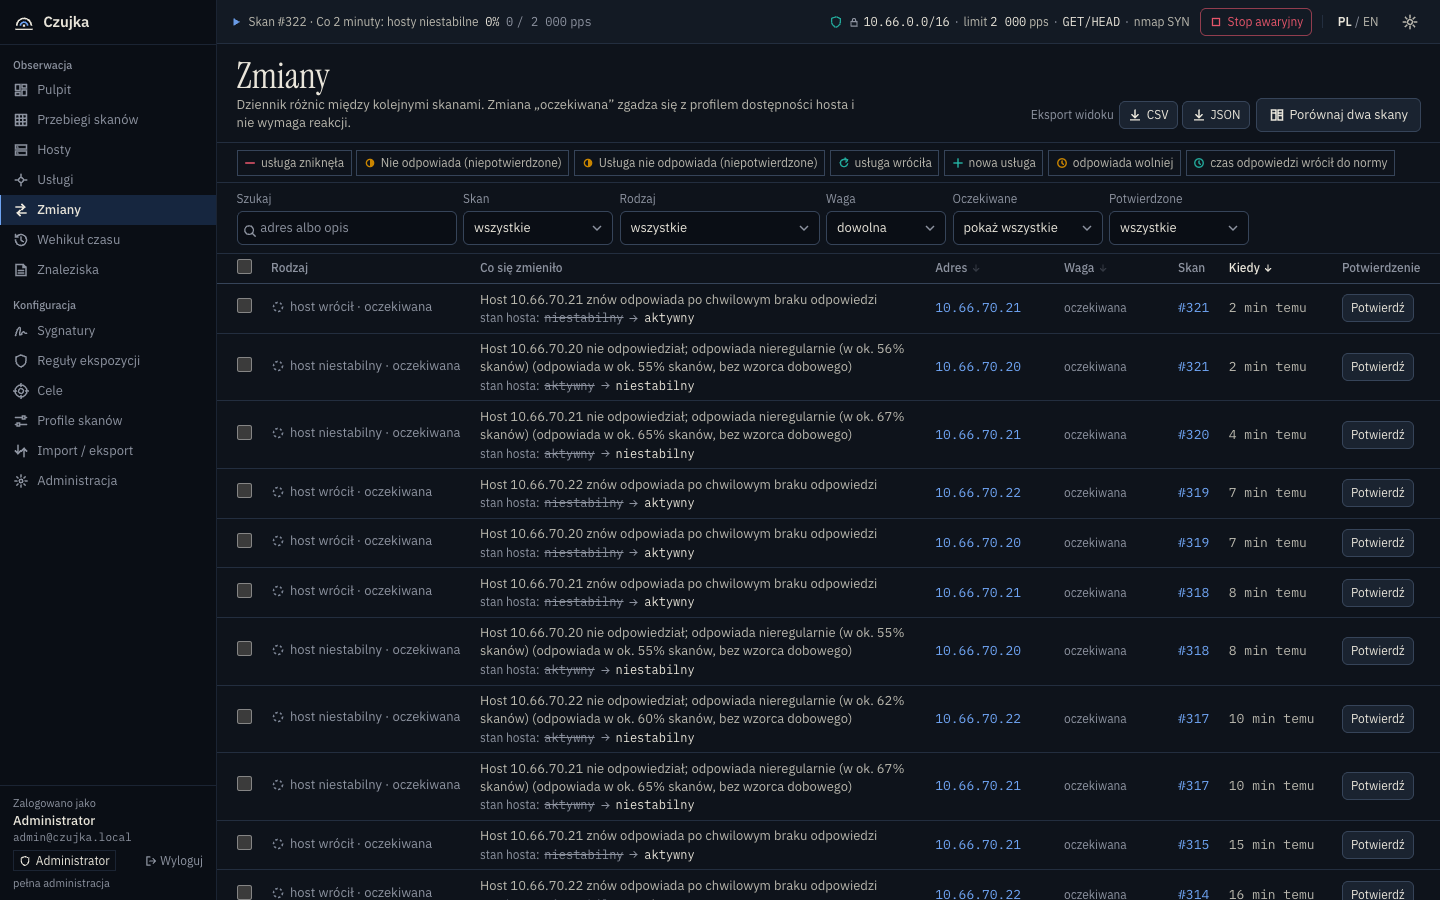 Czujka
Skan #322 · Co 2 minuty: hosty niestabilne 0% 0 / 2 000 pps
10.66.0.0/16 · limit 2 000 pps · GET/HEAD · nmap SYN
Stop awaryjny
PL / EN
Obserwacja
Pulpit
Przebiegi skanów
Hosty
Usługi
Zmiany
Wehikuł czasu
Znaleziska
Konfiguracja
Sygnatury
Reguły ekspozycji
Cele
Profile skanów
Import / eksport
Administracja
Zalogowano jako
Administrator
admin@czujka.local
Administrator
Wyloguj
pełna administracja
Zmiany
Dziennik różnic między kolejnymi skanami. Zmiana „oczekiwana” zgadza się z profilem dostępności hosta i
nie wymaga reakcji.
Eksport widoku CSV JSON Porównaj dwa skany
usługa zniknęła Nie odpowiada (niepotwierdzone) Usługa nie odpowiada (niepotwierdzone) usługa wróciła nowa usługa odpowiada wolniej czas odpowiedzi wrócił do normy
Szukaj Skan Rodzaj Waga Oczekiwane Potwierdzone
adres albo opis wszystkie wszystkie dowolna pokaż wszystkie wszystkie
Rodzaj Co się zmieniło Adres ↓ Waga ↓ Skan Kiedy ↓ Potwierdzenie
Host 10.66.70.21 znów odpowiada po chwilowym braku odpowiedzi
host wrócił · oczekiwana 10.66.70.21 oczekiwana #321 2 min temu Potwierdź
stan hosta: niestabilny → aktywny
Host 10.66.70.20 nie odpowiedział; odpowiada nieregularnie (w ok. 56%
host niestabilny · oczekiwana skanów) (odpowiada w ok. 55% skanów, bez wzorca dobowego) 10.66.70.20 oczekiwana #321 2 min temu Potwierdź
stan hosta: aktywny → niestabilny
Host 10.66.70.21 nie odpowiedział; odpowiada nieregularnie (w ok. 67%
host niestabilny · oczekiwana skanów) (odpowiada w ok. 65% skanów, bez wzorca dobowego) 10.66.70.21 oczekiwana #320 4 min temu Potwierdź
stan hosta: aktywny → niestabilny
Host 10.66.70.22 znów odpowiada po chwilowym braku odpowiedzi
host wrócił · oczekiwana 10.66.70.22 oczekiwana #319 7 min temu Potwierdź
stan hosta: niestabilny → aktywny
Host 10.66.70.20 znów odpowiada po chwilowym braku odpowiedzi
host wrócił · oczekiwana 10.66.70.20 oczekiwana #319 7 min temu Potwierdź
stan hosta: niestabilny → aktywny
Host 10.66.70.21 znów odpowiada po chwilowym braku odpowiedzi
host wrócił · oczekiwana 10.66.70.21 oczekiwana #318 8 min temu Potwierdź
stan hosta: niestabilny → aktywny
Host 10.66.70.20 nie odpowiedział; odpowiada nieregularnie (w ok. 55%
host niestabilny · oczekiwana skanów) (odpowiada w ok. 55% skanów, bez wzorca dobowego) 10.66.70.20 oczekiwana #318 8 min temu Potwierdź
stan hosta: aktywny → niestabilny
Host 10.66.70.22 nie odpowiedział; odpowiada nieregularnie (w ok. 62%
host niestabilny · oczekiwana skanów) (odpowiada w ok. 60% skanów, bez wzorca dobowego) 10.66.70.22 oczekiwana #317 10 min temu Potwierdź
stan hosta: aktywny → niestabilny
Host 10.66.70.21 nie odpowiedział; odpowiada nieregularnie (w ok. 67%
host niestabilny · oczekiwana skanów) (odpowiada w ok. 65% skanów, bez wzorca dobowego) 10.66.70.21 oczekiwana #317 10 min temu Potwierdź
stan hosta: aktywny → niestabilny
Host 10.66.70.21 znów odpowiada po chwilowym braku odpowiedzi
host wrócił · oczekiwana 10.66.70.21 oczekiwana #315 15 min temu Potwierdź
stan hosta: niestabilny → aktywny
Host 10.66.70.22 znów odpowiada po chwilowym braku odpowiedzi
host wrócił · oczekiwana 10.66.70.22 oczekiwana #314 16 min temu Potwierdź